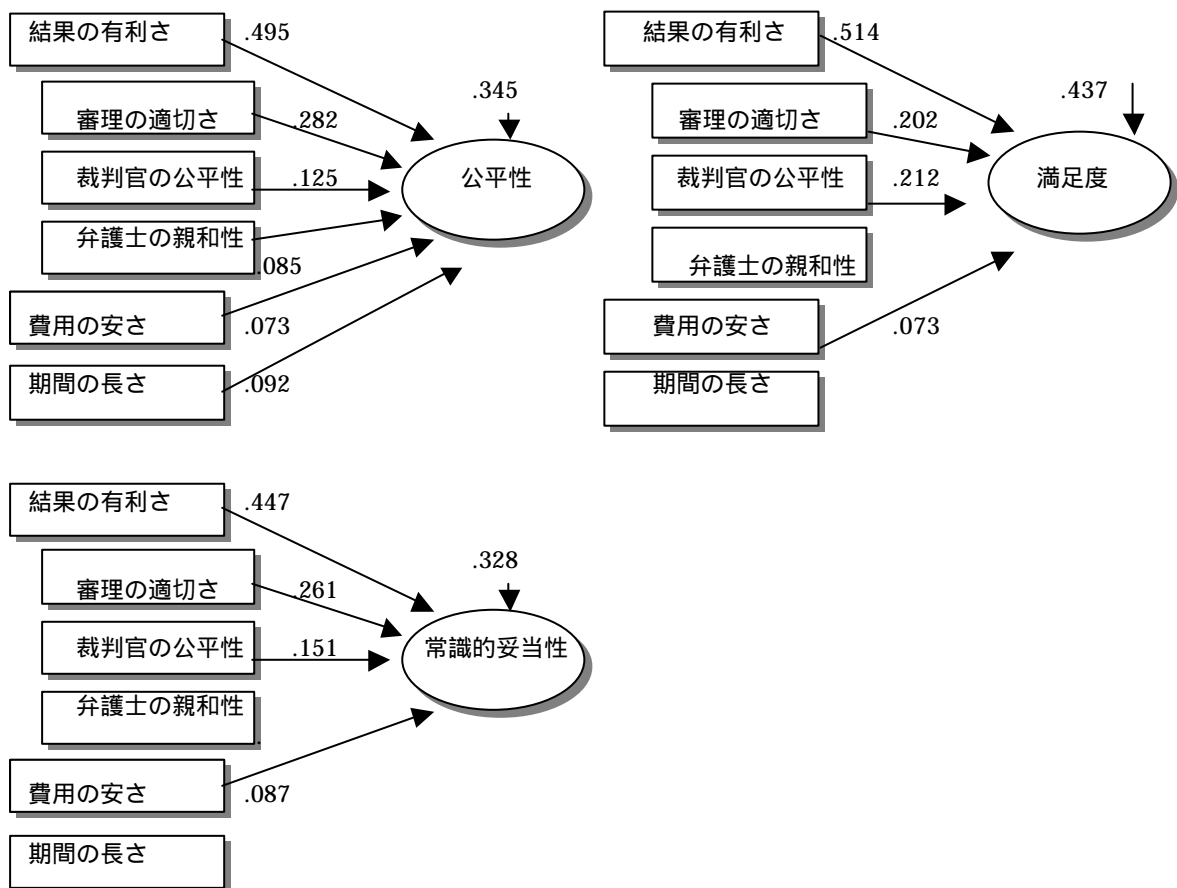 結果の有利さ .495
審理の適切さ .282
裁判官の公平性 .125
弁護士の親和性
.085
費用の安さ .073
期間の長さ .092
.345
公平性
結果の有利さ .514
審理の適切さ .202
裁判官の公平性 .212
弁護士の親和性
費用の安さ .073
期間の長さ
.437
満足度
結果の有利さ .447
審理の適切さ .261
裁判官の公平性 .151
弁護士の親和性 .
費用の安さ .087
期間の長さ
.328
常識的妥当性